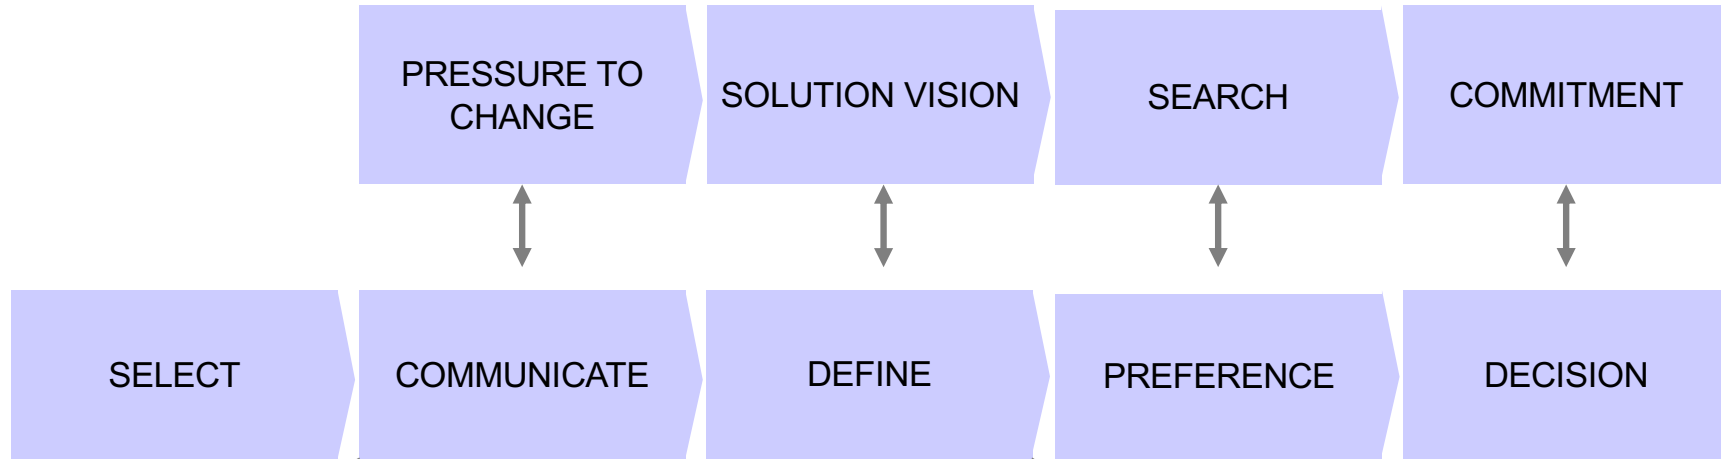 PRESSURE TO
CHANGE
SOLUTION VISION
SEARCH
COMMITMENT
SELECT
COMMUNICATE
DEFINE
PREFERENCE
DECISION